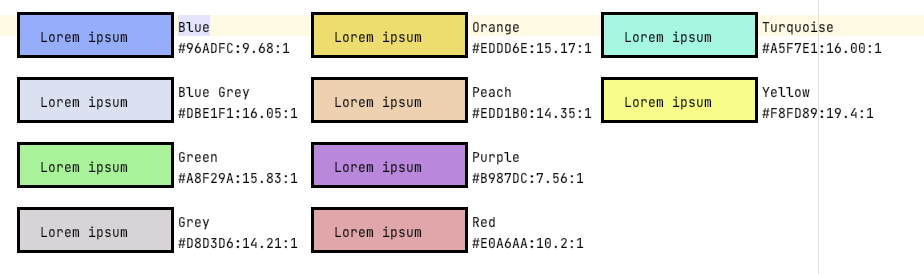 Lorem ipsum Blue Lorem ipsum Orange Lorem ipsum Turquoise
#96ADFC:9.68:1 #EDDD6E:15.17:1 #A5F7E1:16.00:1
Lorem ipsum Blue Grey Lorem ipsum Peach Lorem ipsum Yellow
#DBE1F1:16.05:1 #EDD1B0:14.35:1 #F8FD89:19.4:1
Lorem ipsum Green Lorem ipsum Purple
#A8F29A:15.83:1 #B987DC:7.56:1
Lorem ipsum Grey Lorem ipsum Red
#D8D3D6:14.21:1 #E0A6AA:10.2:1